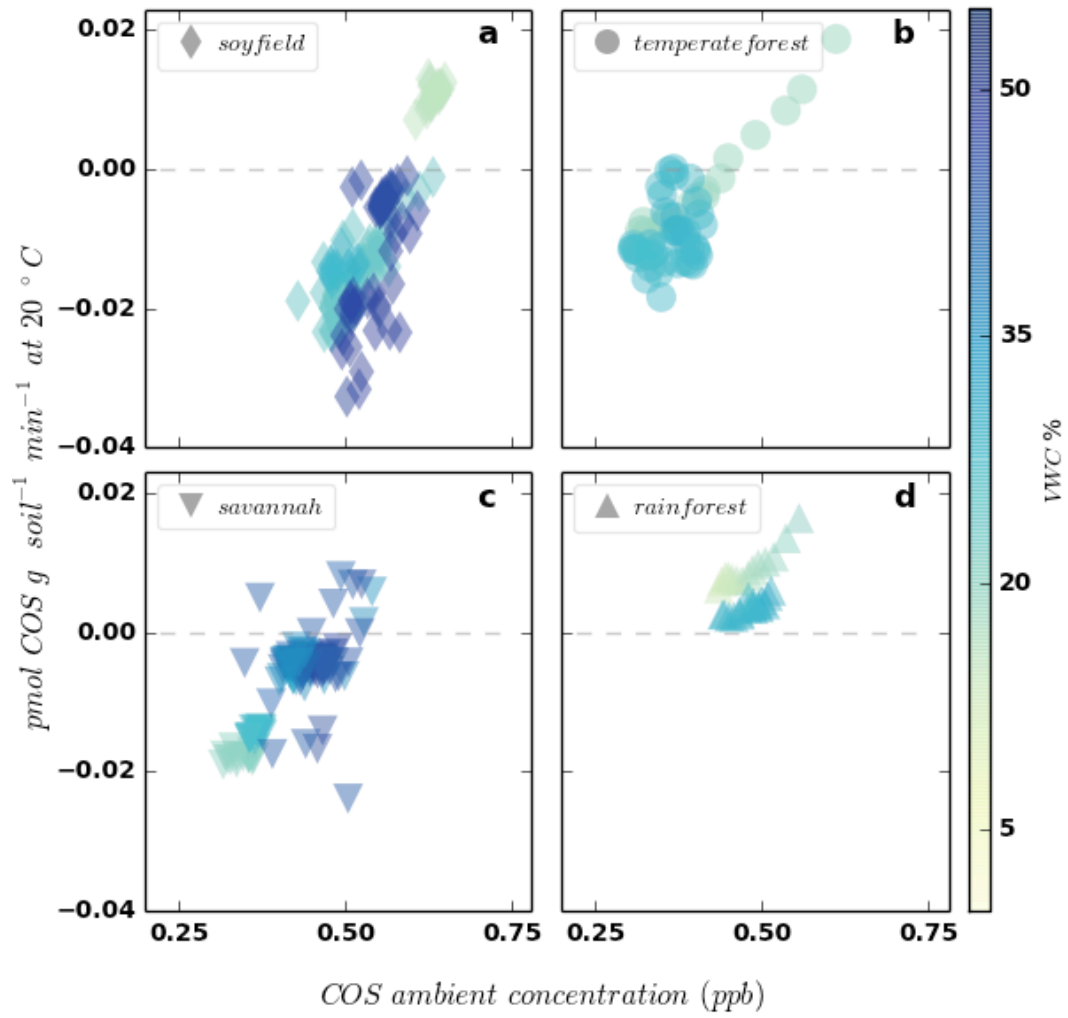 0.02
0.00
−0.02
−0.04
soyfield
a
temperateforest
b
0.02
0.00
−0.02
−0.04
savannah
c
rainforest
d
0.25 0.50 0.75
0.25 0.50 0.75
COS ambient concentration (ppb)
pmol COS g soil⁻¹ min⁻¹ at 20 ° C
50
35
20
5
VWC %